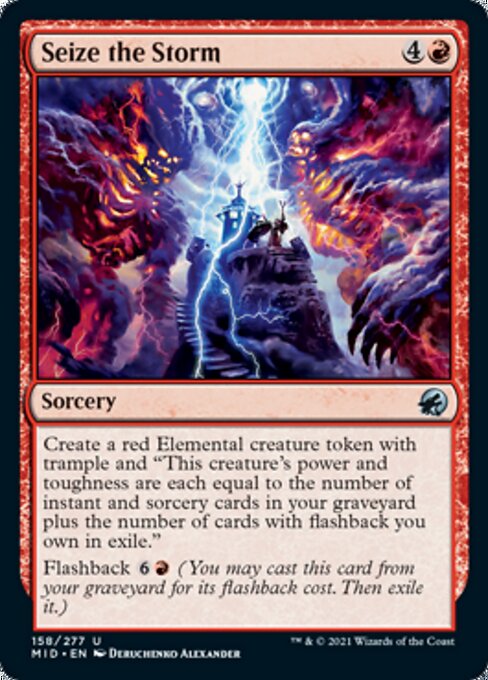 Seize the Storm 4
Sorcery
Create a red Elemental creature token with
trample and “This creature’s power and
toughness are each equal to the number of
instant and sorcery cards in your graveyard
plus the number of cards with flashback you
own in exile.”
Flashback 6 (You may cast this card from
your graveyard for its flashback cost. Then exile
it.)
158/277 U
MID • EN Deruchenko Alexander
™ & © 2021 Wizards of the Coast